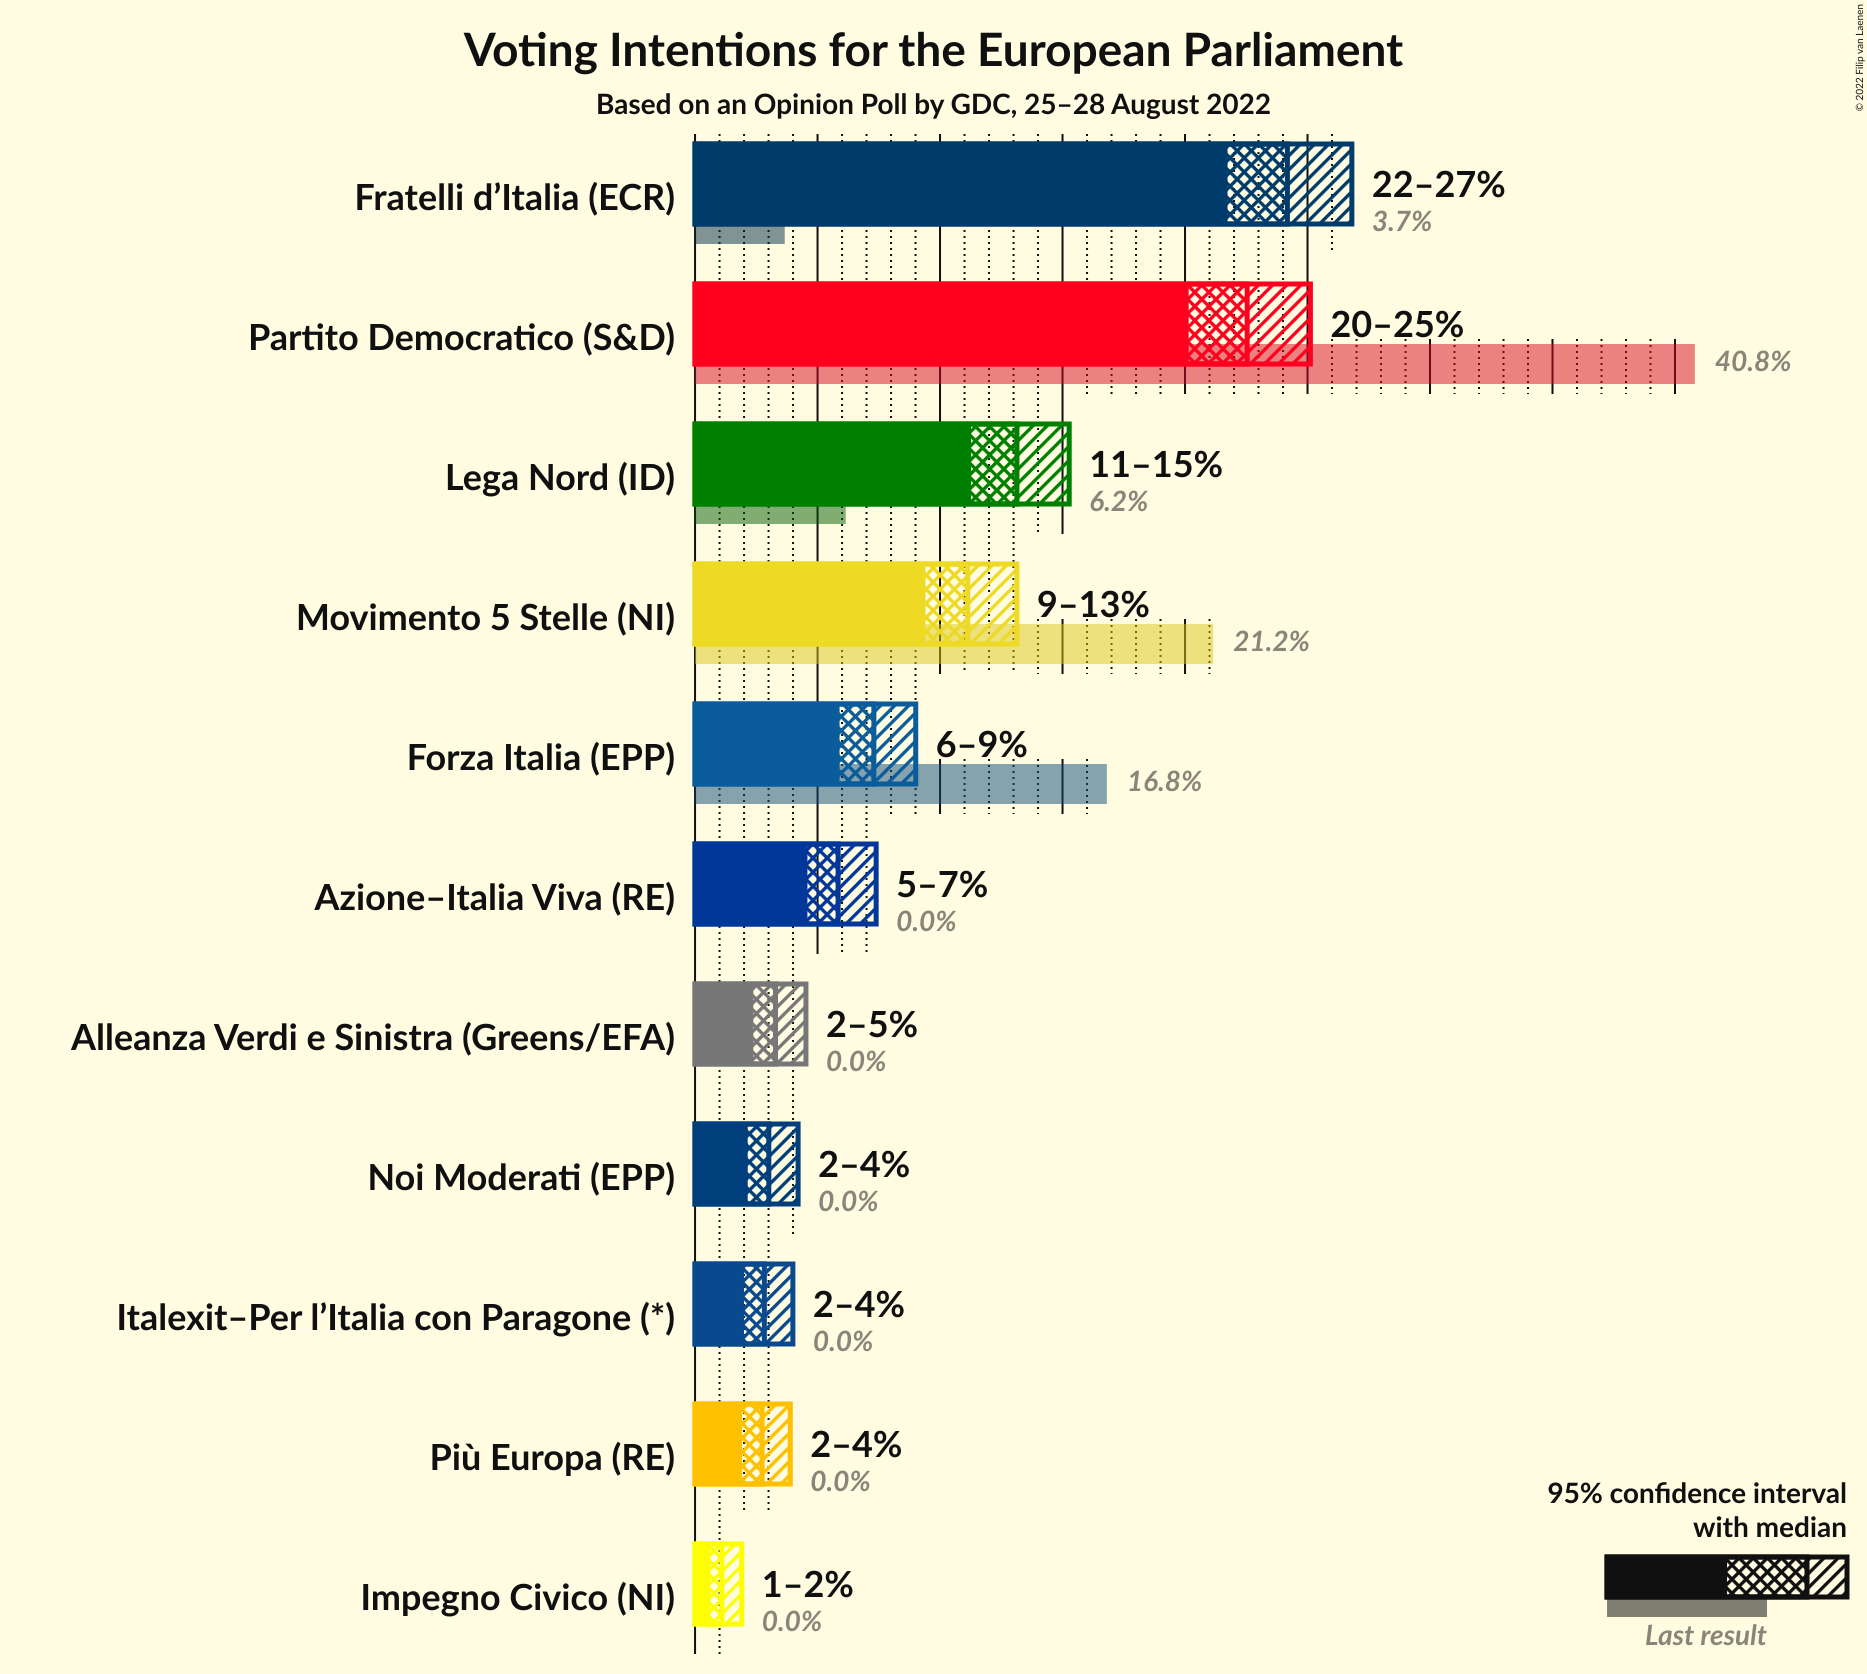 Voting Intentions for the European Parliament
Based on an Opinion Poll by GDC, 25–28 August 2022
© 2022 Filip van Laenen
Fratelli d’Italia (ECR)
22–27%
3.7%
Partito Democratico (S&D)
20–25%
40.8%
Lega Nord (ID)
11–15%
6.2%
Movimento 5 Stelle (NI)
9–13%
21.2%
Forza Italia (EPP)
6–9%
16.8%
Azione–Italia Viva (RE)
5–7%
0.0%
Alleanza Verdi e Sinistra (Greens/EFA)
2–5%
0.0%
Noi Moderati (EPP)
2–4%
0.0%
Italexit–Per l’Italia con Paragone (*)
2–4%
0.0%
Più Europa (RE)
2–4%
0.0%
Impegno Civico (NI)
1–2%
0.0%
95% confidence interval
with median
Last result